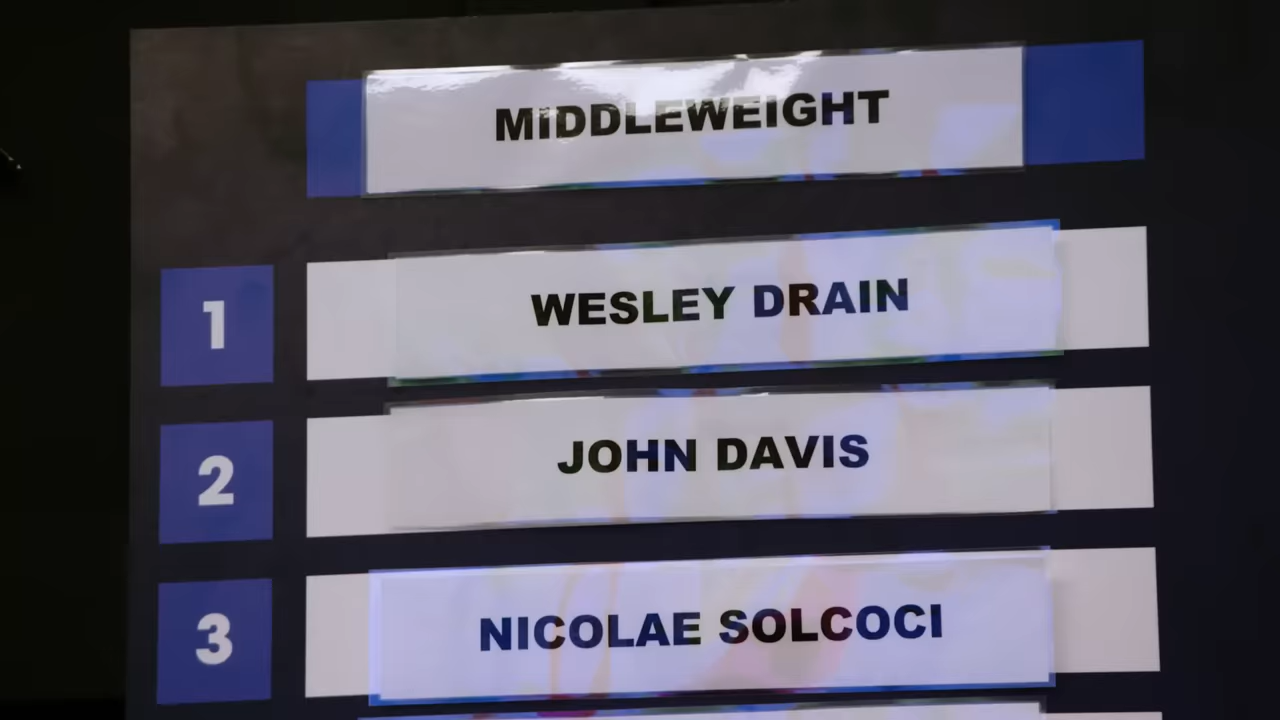 MIDDLEWEIGHT
1 WESLEY DRAIN
2 JOHN DAVIS
3 NICOLAE SOLCOCI